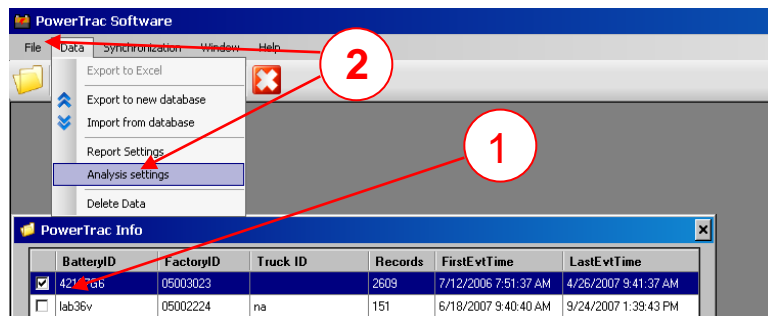 PowerTrac Software
File Data Synchronization Window Help
2
Export to Excel
Export to new database
Import from database
1
Report Settings
Analysis settings
Delete Data
PowerTrac Info
BatteryID FactoryID Truck ID Records FirstEvtTime LastEvtTime
05003023 2609 7/12/2006 7:51:37 AM 4/26/2007 9:41:37 AM
lab36v 05002224 na 151 6/18/2007 9:40:40 AM 9/24/2007 1:39:43 PM